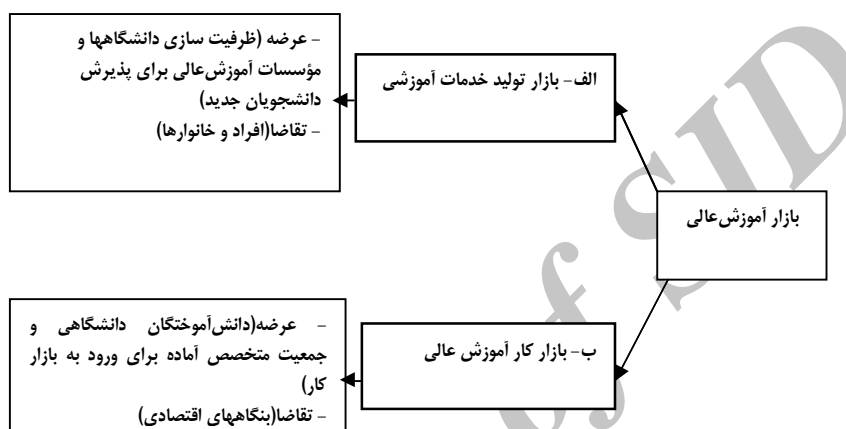 بازار آموزش‌عالی
الف- بازار تولید خدمات آموزشی
- عرضه (ظرفیت سازی دانشگاهها و
مؤسسات آموزش‌عالی برای پذیرش
دانشجویان جدید)
- تقاضا(افراد و خانوارها)
ب- بازار کار آموزش عالی
- عرضه(دانش‌آموختگان دانشگاهی و
جمعیت متخصص آماده برای ورود به بازار
کار)
- تقاضا(بنگاههای اقتصادی)
of SID